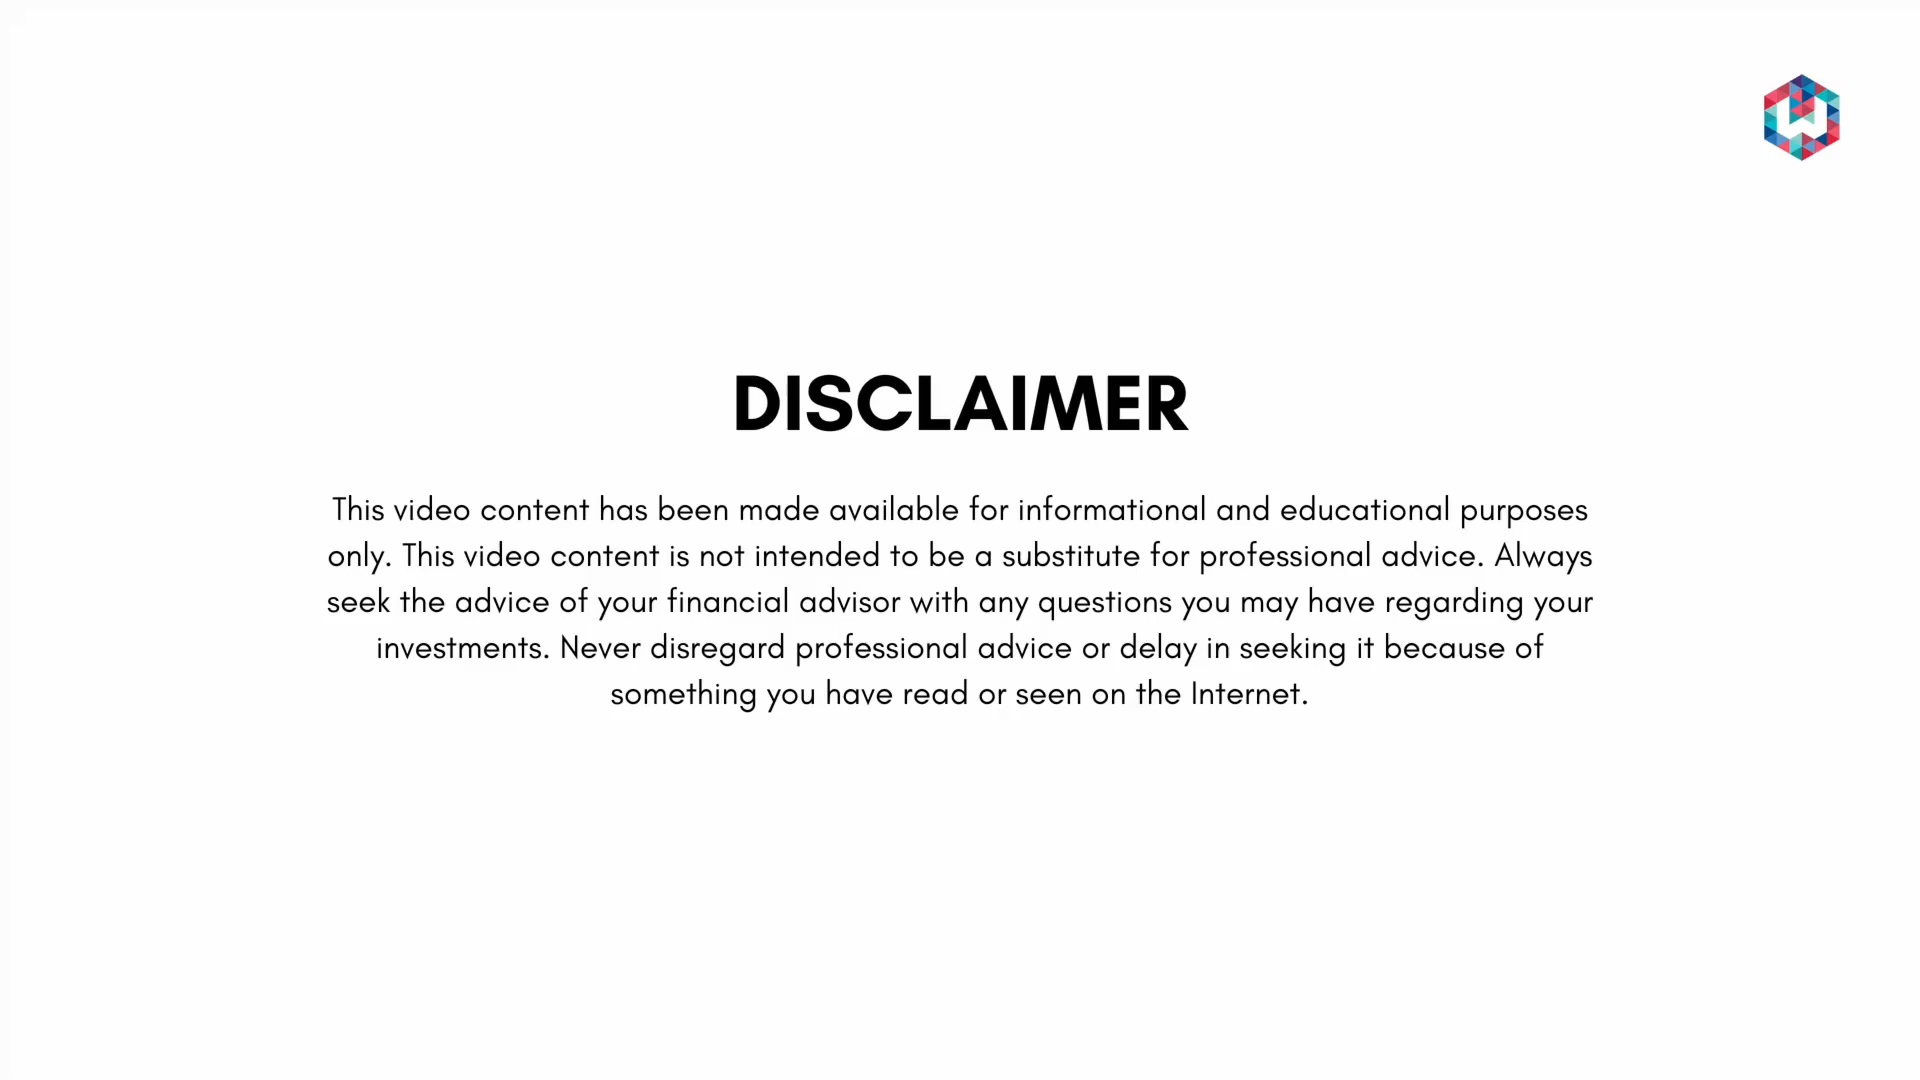 DISCLAIMER
This video content has been made available for informational and educational purposes
only. This video content is not intended to be a substitute for professional advice. Always
seek the advice of your financial advisor with any questions you may have regarding your
investments. Never disregard professional advice or delay in seeking it because of
something you have read or seen on the Internet.